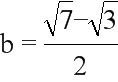 b = (√7–√3)/2